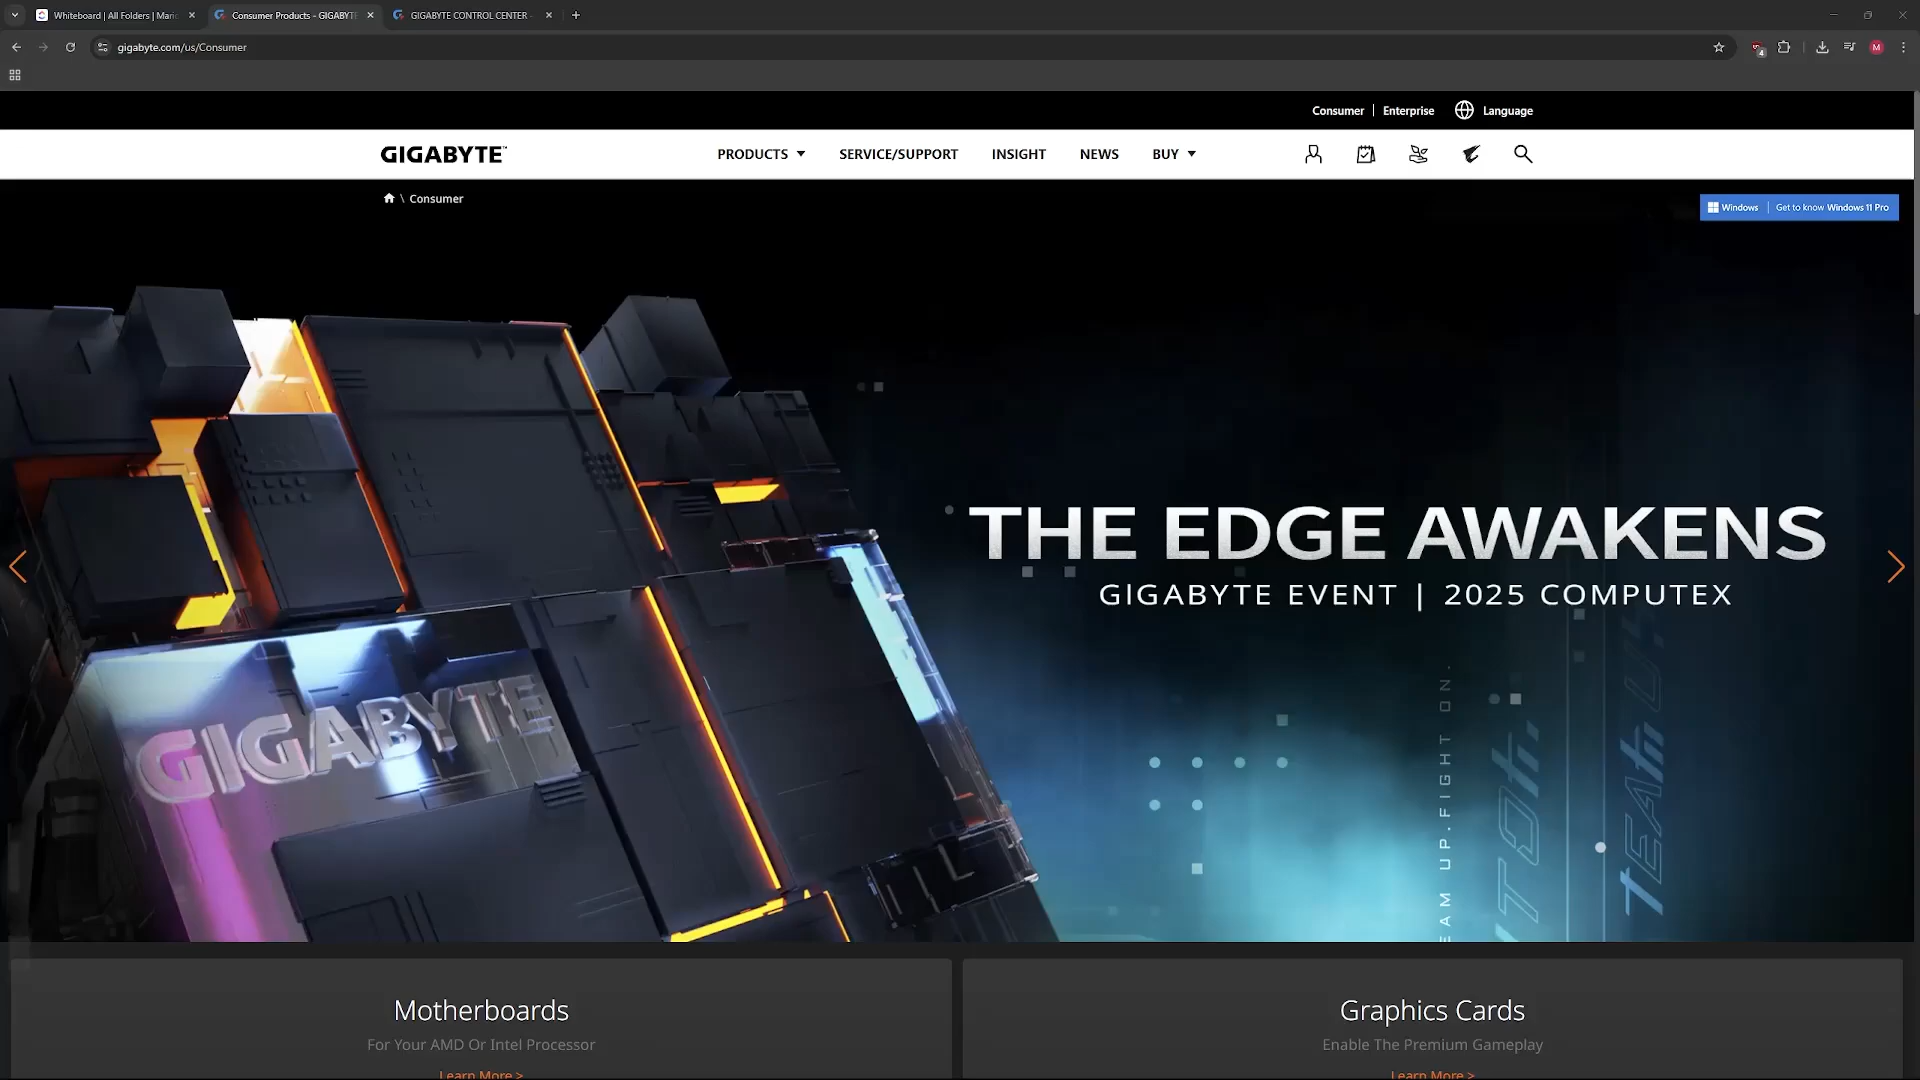 Whiteboard | All Folders | Maric
Consumer Products - GIGABYTE
GIGABYTE CONTROL CENTER -
gigabyte.com/us/Consumer
4
M
Consumer | Enterprise Language
GIGABYTE
PRODUCTS SERVICE/SUPPORT INSIGHT NEWS BUY
\ Consumer
Windows | Get to know Windows 11 Pro
THE EDGE AWAKENS
GIGABYTE EVENT | 2025 COMPUTEX
GIGABYTE
EAM UP. FIGHT ON.
Motherboards
For Your AMD Or Intel Processor
Learn More >
Graphics Cards
Enable The Premium Gameplay
Learn More >